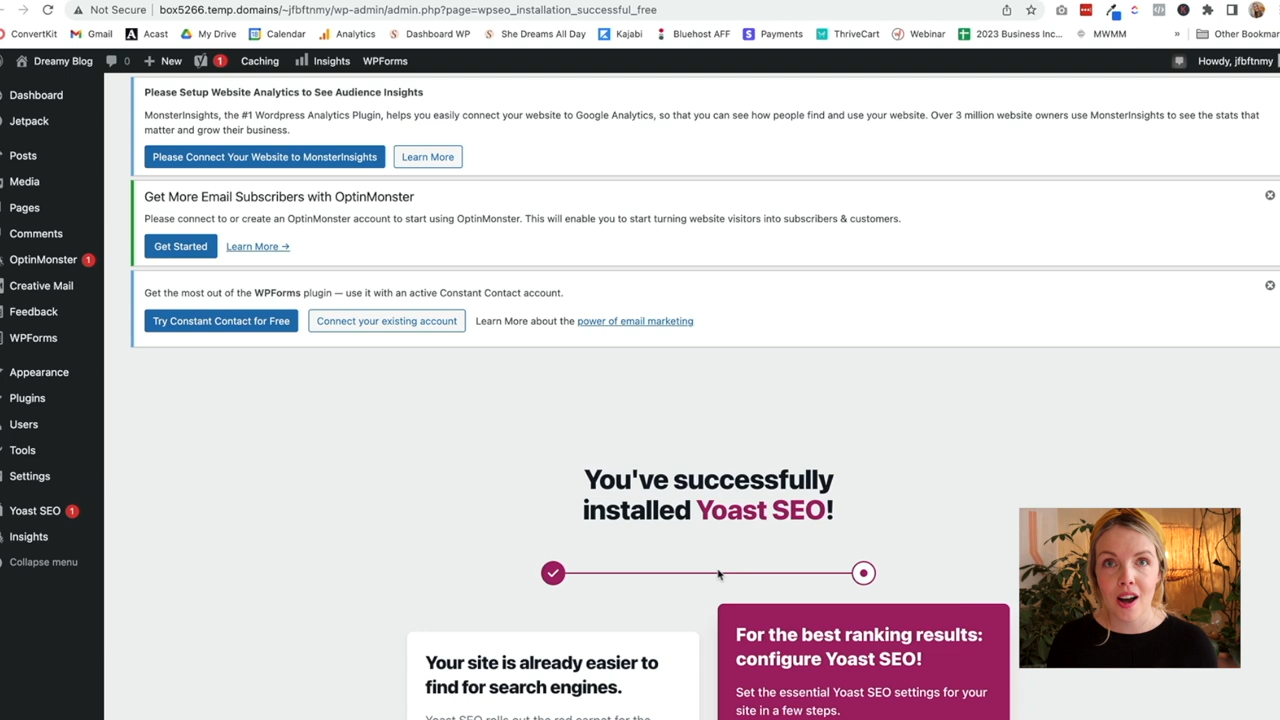 Not Secure box5266.temp.domains/~jfbftnmy/wp-admin/admin.php?page=wpseo_installation_successful_free
ConvertKit Gmail Acast My Drive Calendar Analytics Dashboard WP She Dreams All Day Kajabi Bluehost AFF Payments ThriveCart Webinar 2023 Business Inc... MWMM » Other Bookmar
Dreamy Blog 0 New 1 Caching Insights WPForms Howdy, jfbftnmy
Dashboard
Jetpack
Posts
Media
Pages
Comments
OptinMonster 1
Creative Mail
Feedback
WPForms
Appearance
Plugins
Users
Tools
Settings
Yoast SEO 1
Insights
Collapse menu
Please Setup Website Analytics to See Audience Insights
MonsterInsights, the #1 Wordpress Analytics Plugin, helps you easily connect your website to Google Analytics, so that you can see how people find and use your website. Over 3 million website owners use MonsterInsights to see the stats that
matter and grow their business.
Please Connect Your Website to MonsterInsights Learn More
Get More Email Subscribers with OptinMonster
Please connect to or create an OptinMonster account to start using OptinMonster. This will enable you to start turning website visitors into subscribers & customers.
Get Started Learn More →
Get the most out of the WPForms plugin — use it with an active Constant Contact account.
Try Constant Contact for Free Connect your existing account Learn More about the power of email marketing
You've successfully
installed Yoast SEO!
Your site is already easier to
find for search engines.
Yoast SEO rolls out the red carpet for the
For the best ranking results:
configure Yoast SEO!
Set the essential Yoast SEO settings for your
site in a few steps.